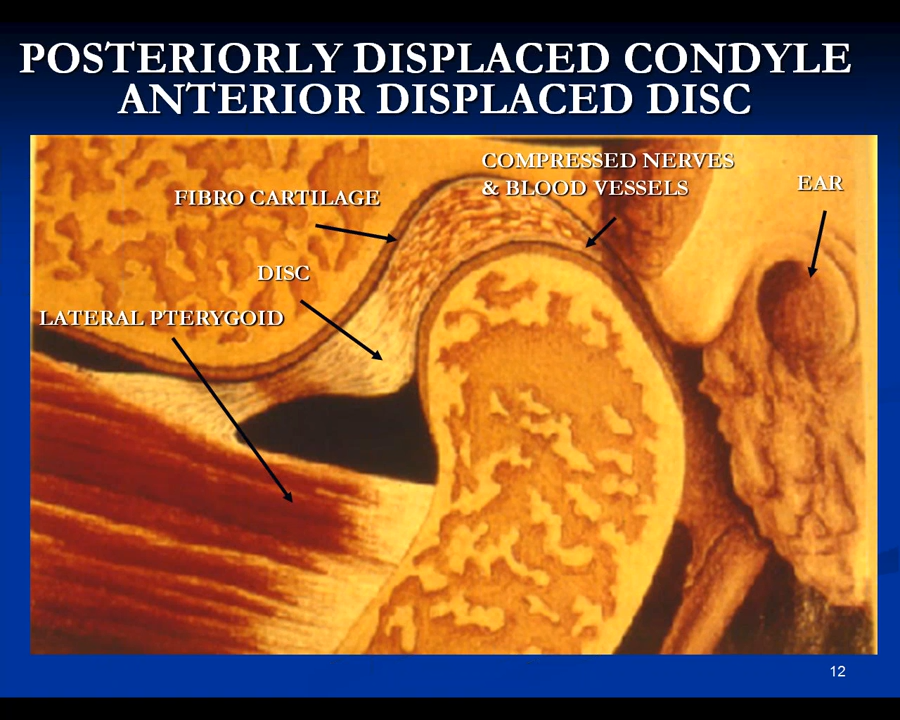 POSTERIORLY DISPLACED CONDYLE
ANTERIOR DISPLACED DISC
COMPRESSED NERVES
& BLOOD VESSELS
EAR
FIBRO CARTILAGE
DISC
LATERAL PTERYGOID
12